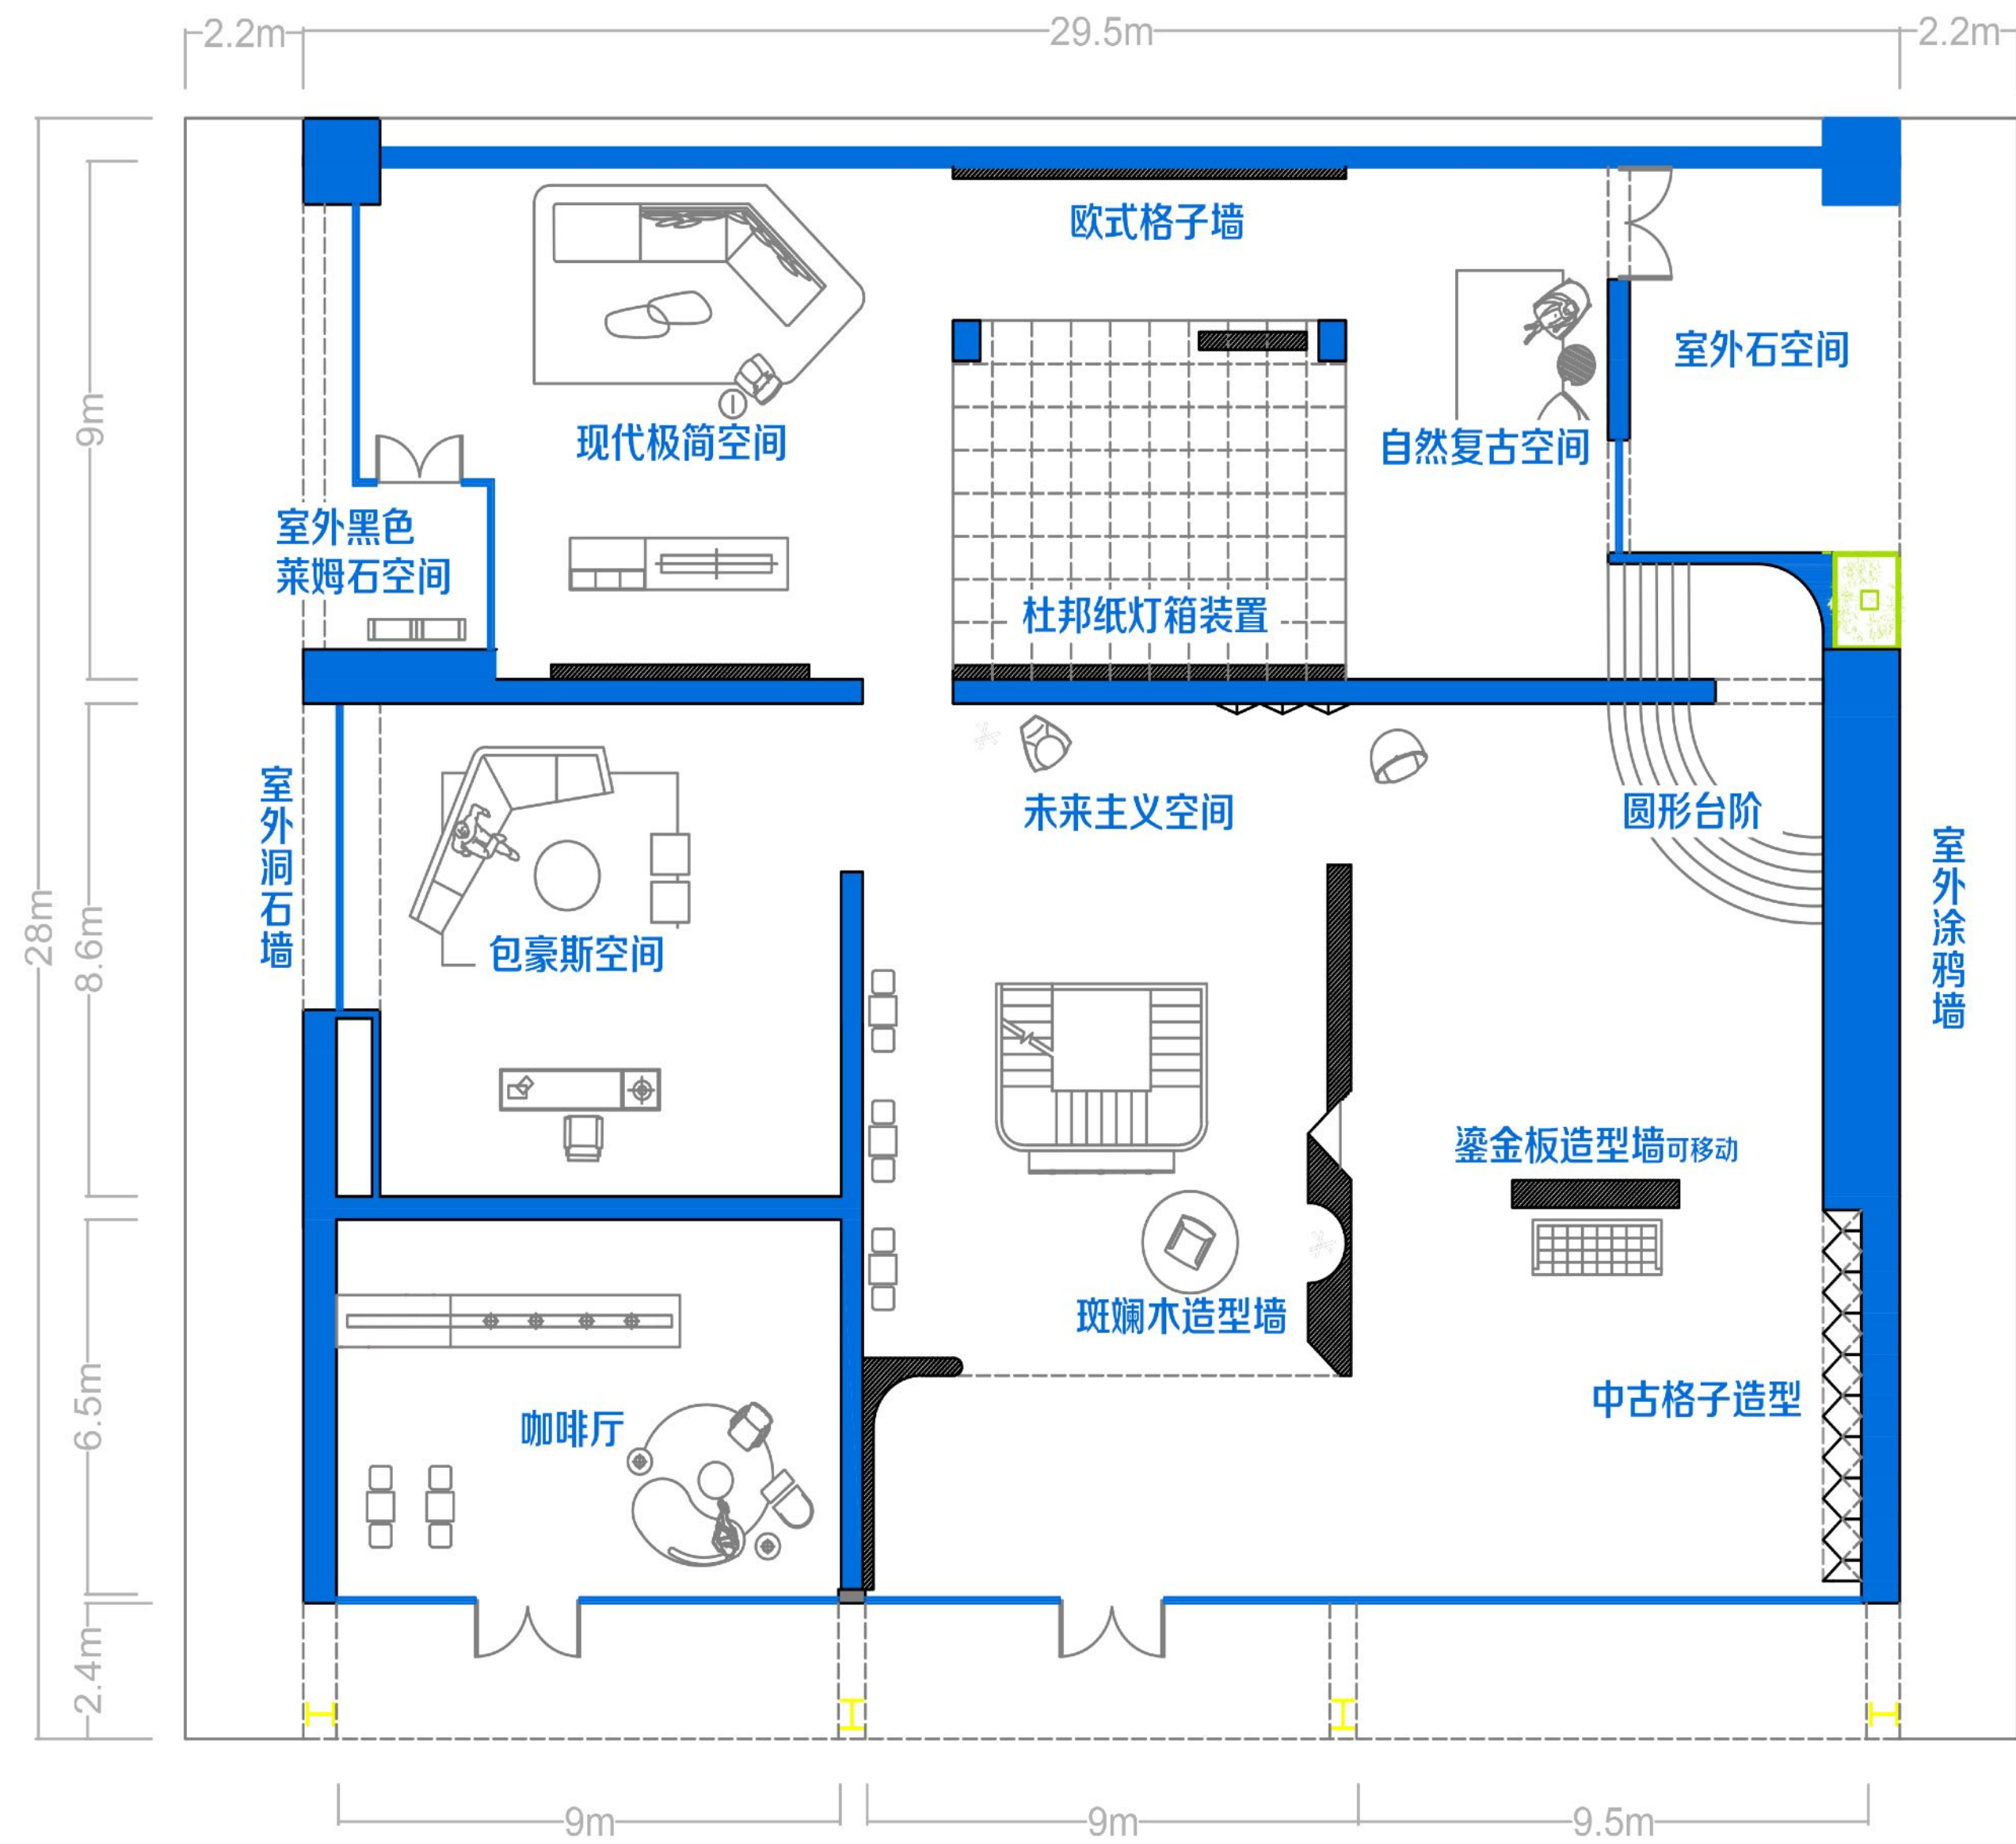 2.2m
29.5m
2.2m
欧式格子墙
室外石空间
现代极简空间
自然复古空间
9m
室外黑色
莱姆石空间
杜邦纸灯箱装置
室外洞石墙
未来主义空间
圆形台阶
室外涂鸦墙
28m
8.6m
包豪斯空间
鎏金板造型墙可移动
斑斓木造型墙
6.5m
咖啡厅
中古格子造型
2.4m
9m
9m
9.5m